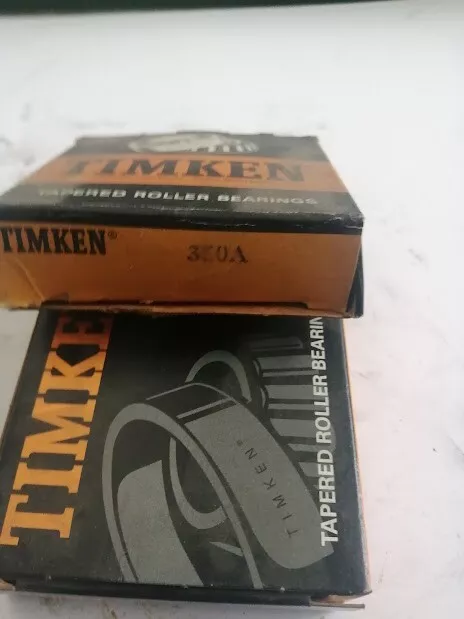 TIMKEN
TAPERED ROLLER BEARINGS
TIMKEN®
TIMKE
TIMKEN®
TAPERED ROLLER BEARIN